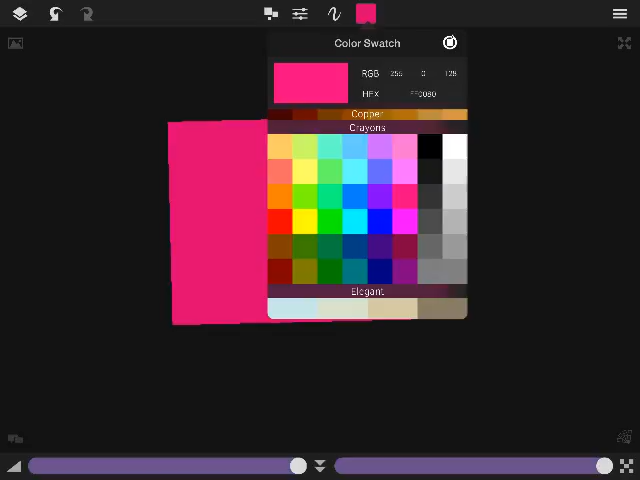 Color Swatch
RGB 255 0 128
HEX FF0080
Copper
Crayons
Elegant